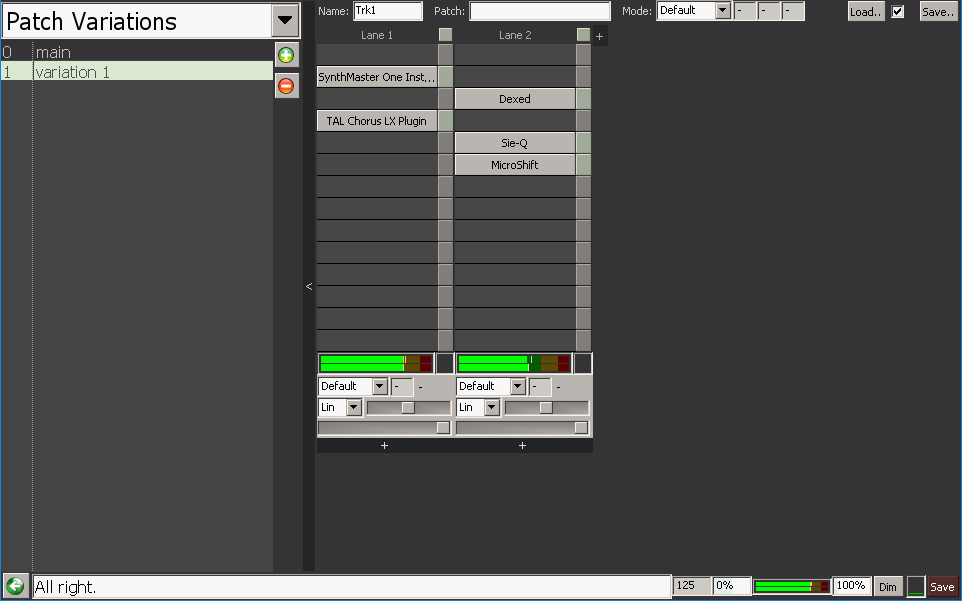 Patch Variations
0 main
1 variation 1
Name: Trk1 Patch: Mode: Default - - - Load.. Save..
Lane 1 Lane 2 +
SynthMaster One Inst,..
Dexed
TAL Chorus LX Plugin
Sie-Q
MicroShift
<
Default - - Default - -
Lin Lin
+ +
All right. 125 0% 100% Dim Save